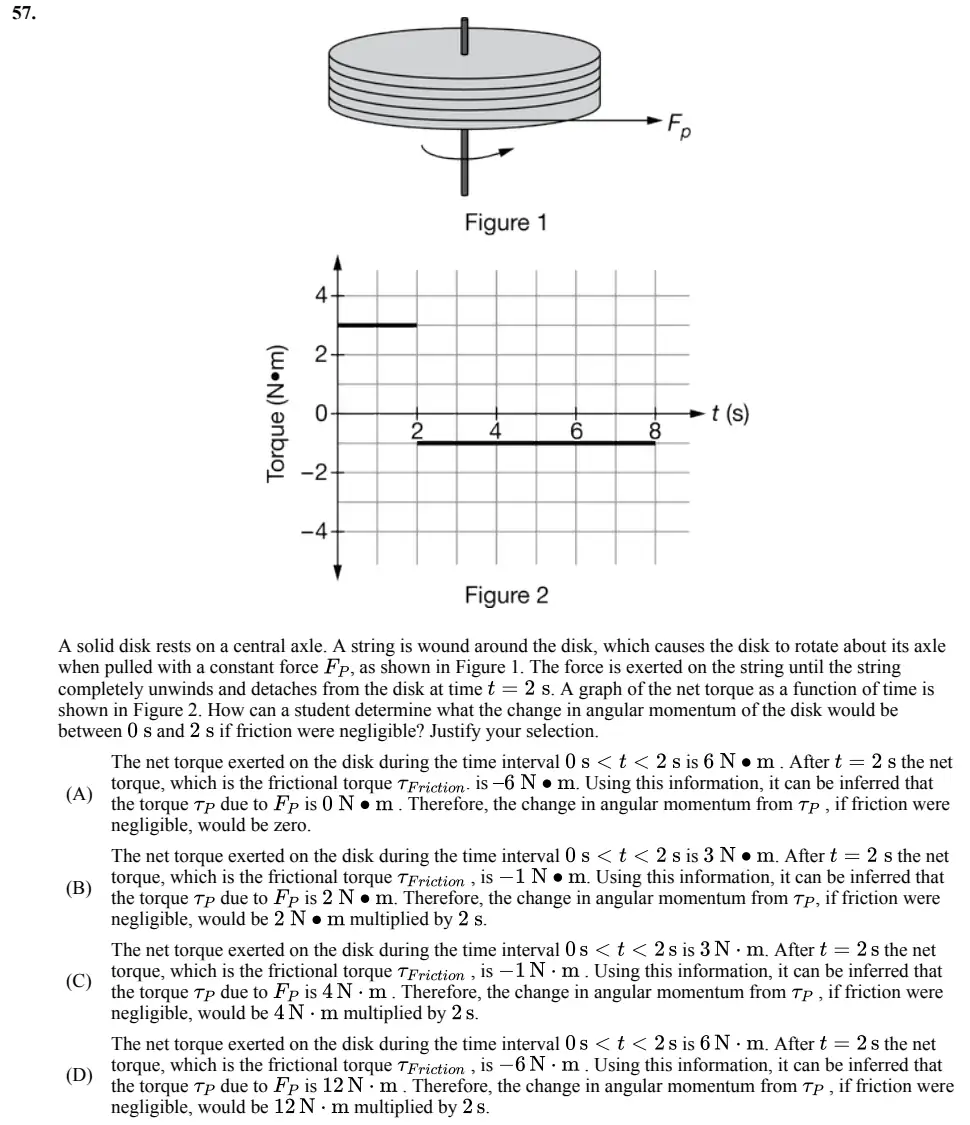 57.
F_p
Figure 1
4
2
0
−2
−4
Torque (N•m)
2 4 6 8
t (s)
Figure 2
A solid disk rests on a central axle. A string is wound around the disk, which causes the disk to rotate about its axle
when pulled with a constant force F_P, as shown in Figure 1. The force is exerted on the string until the string
completely unwinds and detaches from the disk at time t = 2 s. A graph of the net torque as a function of time is
shown in Figure 2. How can a student determine what the change in angular momentum of the disk would be
between 0 s and 2 s if friction were negligible? Justify your selection.
(A) The net torque exerted on the disk during the time interval 0 s < t < 2 s is 6 N • m . After t = 2 s the net
torque, which is the frictional torque τ_Friction. is –6 N • m. Using this information, it can be inferred that
the torque τ_P due to F_P is 0 N • m . Therefore, the change in angular momentum from τ_P , if friction were
negligible, would be zero.
(B) The net torque exerted on the disk during the time interval 0 s < t < 2 s is 3 N • m. After t = 2 s the net
torque, which is the frictional torque τ_Friction , is −1 N • m. Using this information, it can be inferred that
the torque τ_P due to F_P is 2 N • m. Therefore, the change in angular momentum from τ_P, if friction were
negligible, would be 2 N • m multiplied by 2 s.
(C) The net torque exerted on the disk during the time interval 0 s < t < 2 s is 3 N · m. After t = 2 s the net
torque, which is the frictional torque τ_Friction , is −1 N · m . Using this information, it can be inferred that
the torque τ_P due to F_P is 4 N · m . Therefore, the change in angular momentum from τ_P , if friction were
negligible, would be 4 N · m multiplied by 2 s.
(D) The net torque exerted on the disk during the time interval 0 s < t < 2 s is 6 N · m. After t = 2 s the net
torque, which is the frictional torque τ_Friction , is −6 N · m . Using this information, it can be inferred that
the torque τ_P due to F_P is 12 N · m . Therefore, the change in angular momentum from τ_P , if friction were
negligible, would be 12 N · m multiplied by 2 s.